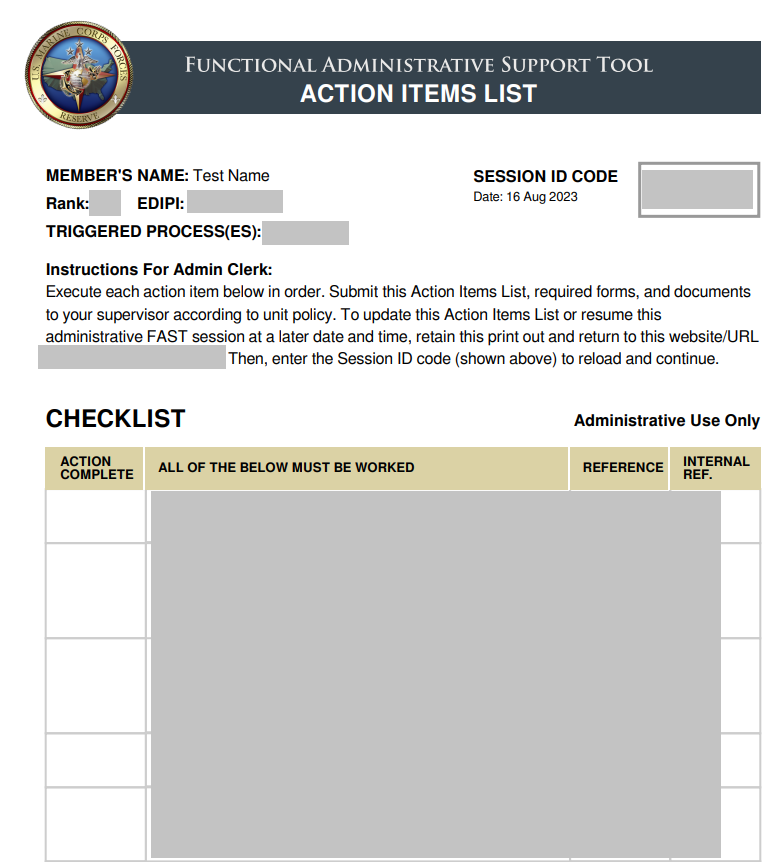 U.S. MARINE CORPS FORCES
RESERVE
FUNCTIONAL ADMINISTRATIVE SUPPORT TOOL
ACTION ITEMS LIST
MEMBER'S NAME: Test Name
Rank: EDIPI:
TRIGGERED PROCESS(ES):
SESSION ID CODE
Date: 16 Aug 2023
Instructions For Admin Clerk:
Execute each action item below in order. Submit this Action Items List, required forms, and documents
to your supervisor according to unit policy. To update this Action Items List or resume this
administrative FAST session at a later date and time, retain this print out and return to this website/URL
Then, enter the Session ID code (shown above) to reload and continue.
CHECKLIST
Administrative Use Only
ACTION
COMPLETE
ALL OF THE BELOW MUST BE WORKED
REFERENCE
INTERNAL
REF.